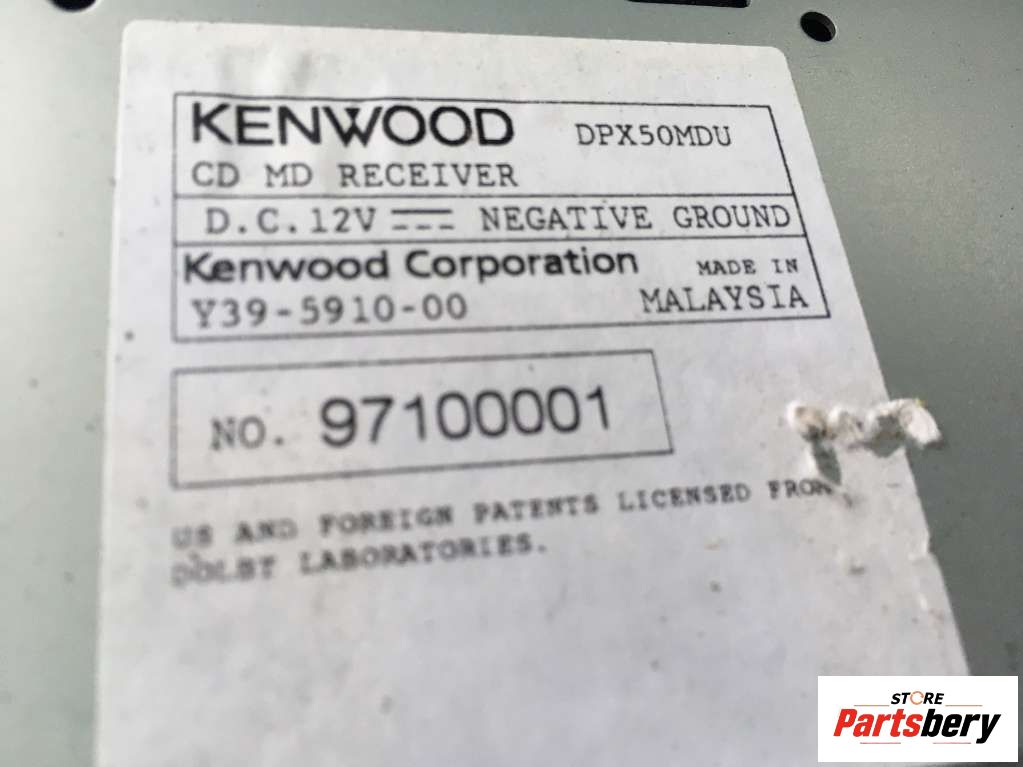 KENWOOD DPX50MDU
CD MD RECEIVER
D.C.12V NEGATIVE GROUND
Kenwood Corporation MADE IN
Y39-5910-00 MALAYSIA
NO. 97100001
US AND FOREIGN PATENTS LICENSED FROM
DOLBY LABORATORIES.
STORE
Partsbery